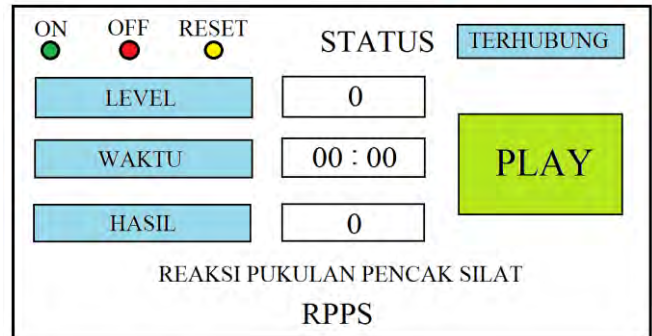 ON OFF RESET STATUS TERHUBUNG
LEVEL 0
WAKTU 00 : 00 PLAY
HASIL 0
REAKSI PUKULAN PENCAK SILAT
RPPS